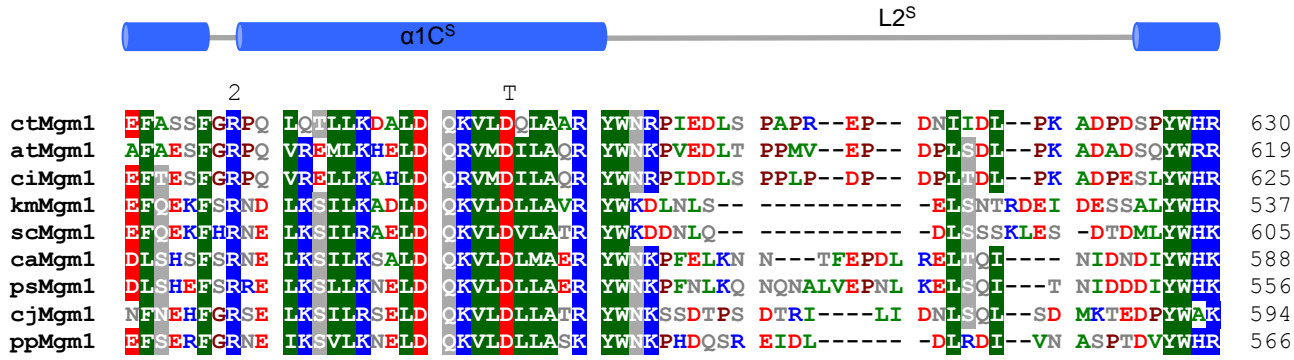 α1Cˢ L2ˢ
2 T
ctMgm1 EFASSFGRPQ LQTLLKDALD QKVLDQLAAR YWNRPIEDLS PAPR--EP-- DNIIDL--PK ADPDSPYWHR 630
atMgm1 AFAESFGRPQ VREMLKHELD QRVMDILAQR YWNKPVEDLT PPMV--EP-- DPLSDL--PK ADADSQYWRR 619
ciMgm1 EFTESFGRPQ VRELLKAHLD QRVMDILAQR YWNRPIDDLS PPLP--DP-- DPLTDL--PK ADPESLYWHR 625
kmMgm1 EFQEKFSRND LKSILKADLD QKVLDLLAVR YWKDLNLS-- ---------- -ELSNTRDEI DESSALYWHK 537
scMgm1 EFQEKFHRNE LKSILRAELD QKVLDVLATR YWKDDNLQ-- ---------- -DLSSSKLES -DTDMLYWHK 605
caMgm1 DLSHSFSRNE LKSILKSALD QKVLDLMAER YWNKPFELKN N----TFEPDL RELTQI---- NIDNDIYWHK 588
psMgm1 DLSHEFSRRE LKSLLKNELD QKVLDLLAER YWNKPFNLKQ NQNALVEPNL KELSQI---T NIDDDIYWHK 556
cjMgm1 NFNEHFGRSE LKSILRSELD QKVLDLLATR YWNKSSDTPS DTRI----LI DNLSQL--SD MKTEDPYWAK 594
ppMgm1 EFSERFGRNE IKSVLKNELD QKVLDLLASK YWNKPHDQSR EIDL------ -DLRDI--VN ASPTDVYWHR 566